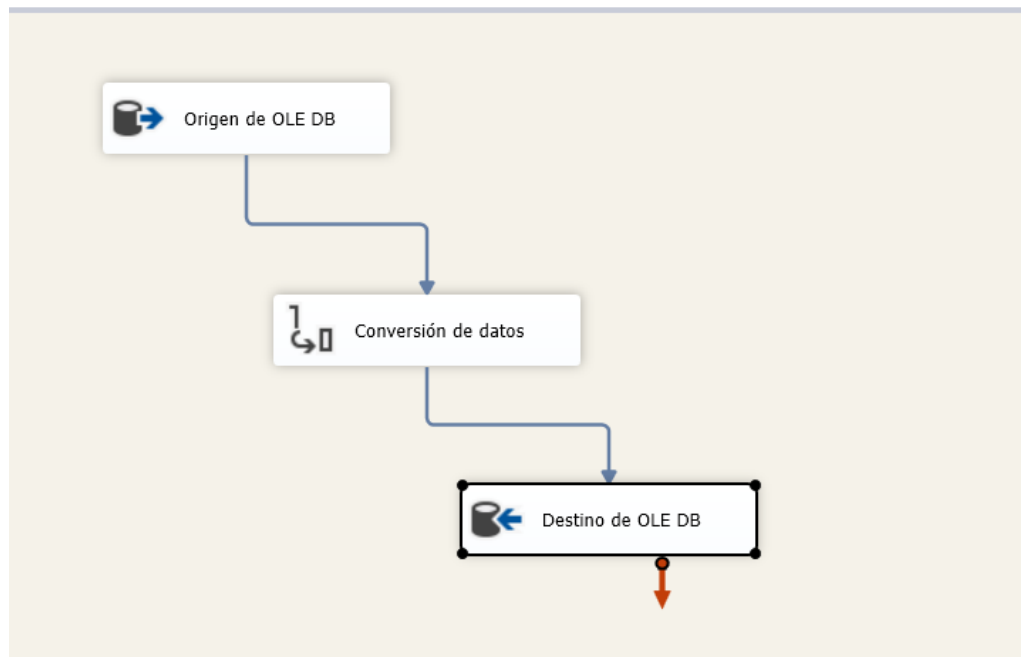 Origen de OLE DB
Conversión de datos
Destino de OLE DB